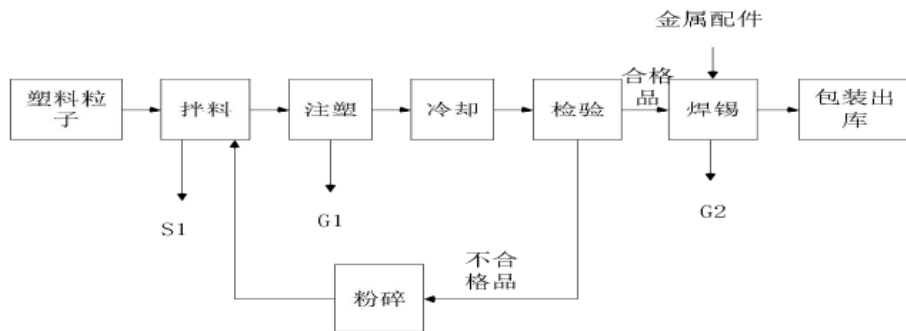 金属配件
塑料粒
子
拌料
注塑
冷却
检验
合格
品
焊锡
包装出
库
S1
G1
G2
不合
格品
粉碎